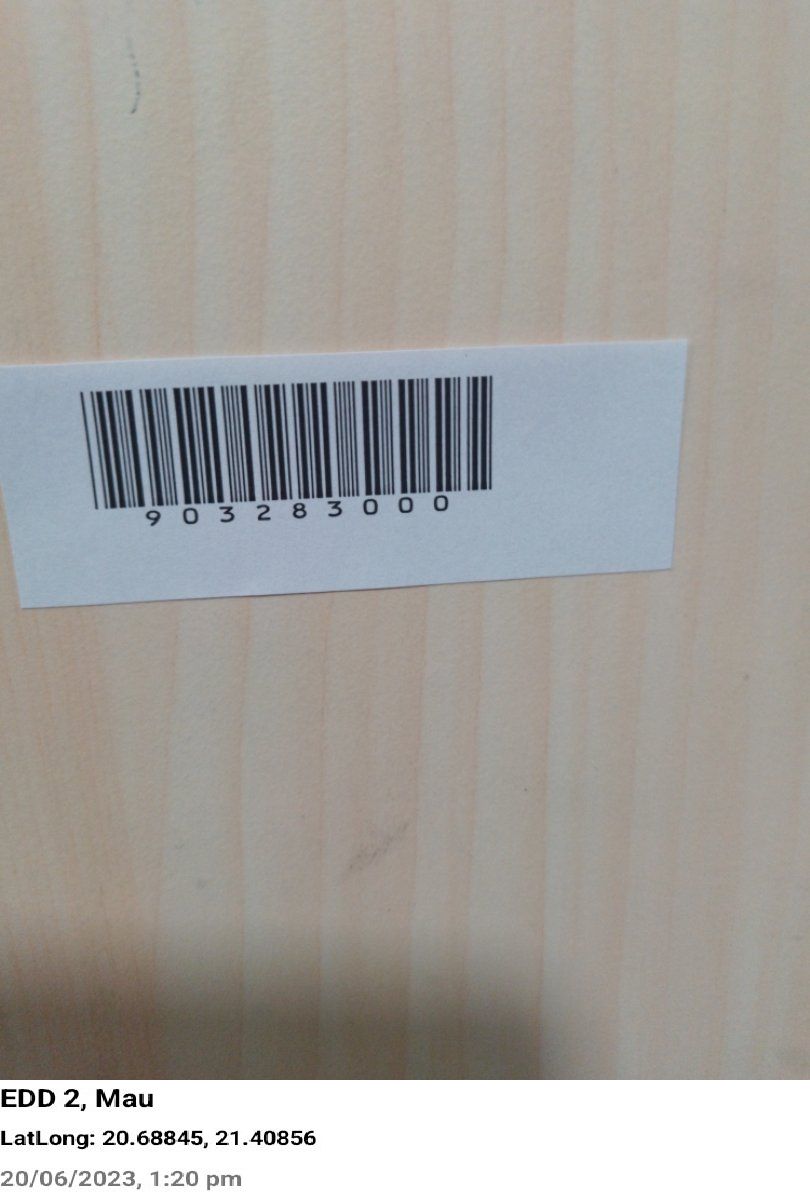 903283000
EDD 2, Mau
LatLong: 20.68845, 21.40856
20/06/2023, 1:20 pm